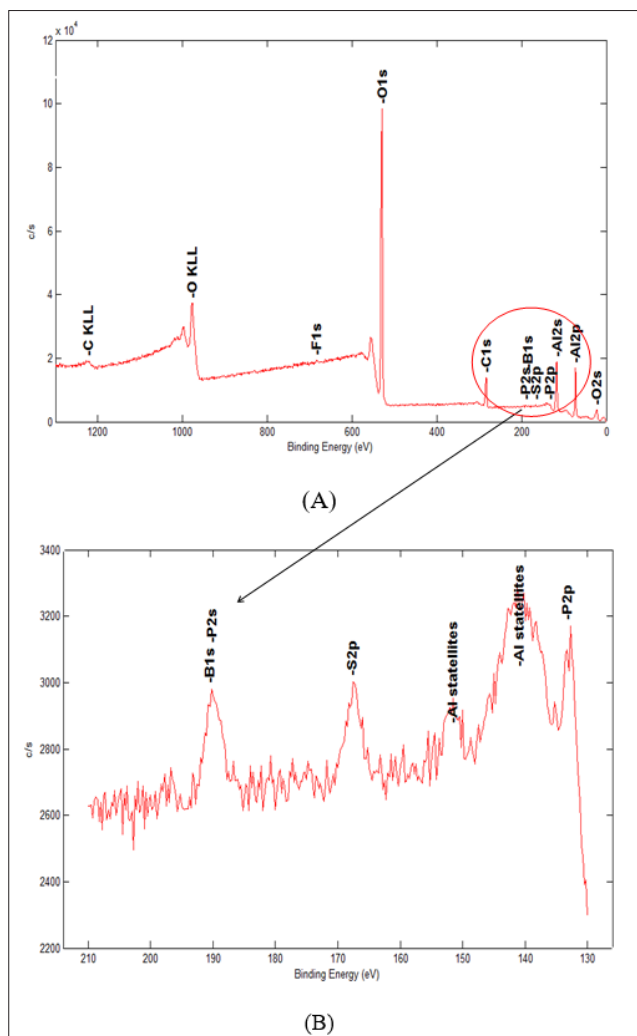 x 10⁴
12
10
8
6
4
2
0
c/s
-C KLL
-O KLL
-F1s
-O1s
-C1s
-P2s-B1s
-S2p
-P2p
-Al2s
-Al2p
-O2s
1200 1000 800 600 400 200 0
Binding Energy (eV)
(A)
3400
3200
3000
2800
2600
2400
2200
c/s
-B1s -P2s
-S2p
-Al statellites
-Al statellites
-P2p
210 200 190 180 170 160 150 140 130
Binding Energy (eV)
(B)